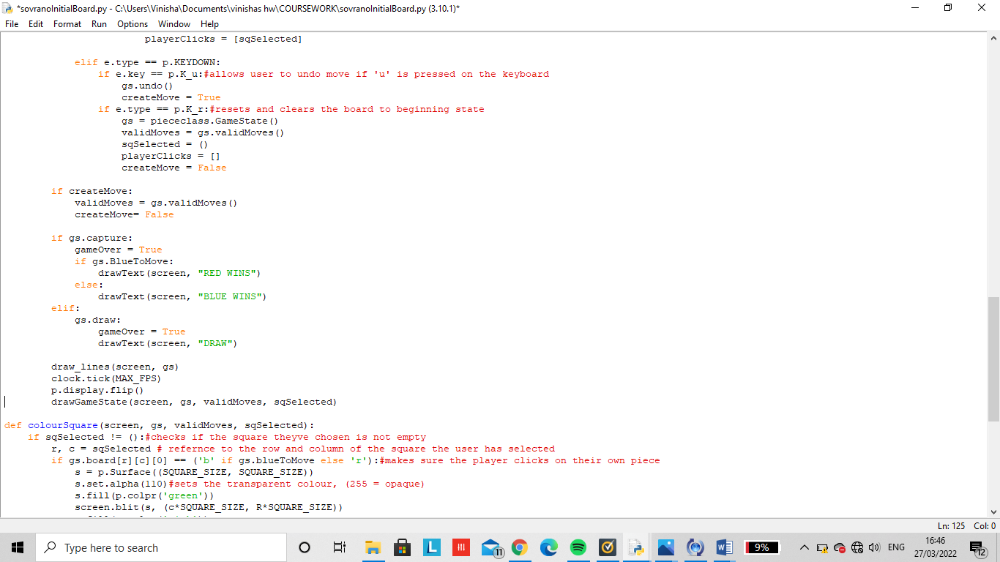 *sovranoInitialBoard.py - C:\Users\Vinisha\Documents\vinishas hw\COURSEWORK\sovranoInitialBoard.py (3.10.1)*
File Edit Format Run Options Window Help
playerClicks = [sqSelected]
elif e.type == p.KEYDOWN:
if e.key == p.K_u:#allows user to undo move if 'u' is pressed on the keyboard
gs.undo()
createMove = True
if e.type == p.K_r:#resets and clears the board to beginning state
gs = piececlass.GameState()
validMoves = gs.validMoves()
sqSelected = ()
playerClicks = []
createMove = False
if createMove:
validMoves = gs.validMoves()
createMove= False
if gs.capture:
gameOver = True
if gs.BlueToMove:
drawText(screen, "RED WINS")
else:
drawText(screen, "BLUE WINS")
elif:
gs.draw:
gameOver = True
drawText(screen, "DRAW")
draw_lines(screen, gs)
clock.tick(MAX_FPS)
p.display.flip()
drawGameState(screen, gs, validMoves, sqSelected)
def colourSquare(screen, gs, validMoves, sqSelected):
if sqSelected != ():#checks if the square theyve chosen is not empty
r, c = sqSelected # refernce to the row and column of the square the user has selected
if gs.board[r][c][0] == ('b' if gs.blueToMove else 'r'):#makes sure the player clicks on their own piece
s = p.Surface((SQUARE_SIZE, SQUARE_SIZE))
s.set.alpha(110)#sets the transparent colour, (255 = opaque)
s.fill(p.colpr('green'))
screen.blit(s, (c*SQUARE_SIZE, R*SQUARE_SIZE))
Ln: 125 Col: 0
Type here to search
L
11
9%
ENG
16:46
27/03/2022
12